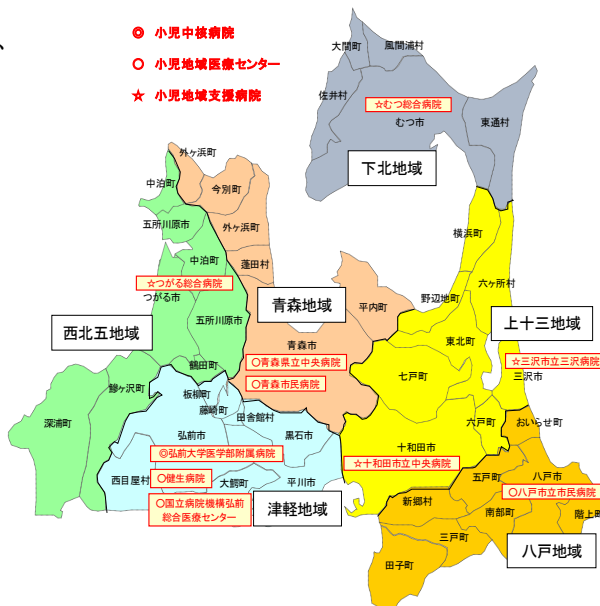 、
◎ 小児中核病院
○ 小児地域医療センター
☆ 小児地域支援病院
大間町
風間浦村
佐井村
☆むつ総合病院
むつ市
東通村
下北地域
外ヶ浜町
中泊町
今別町
五所川原市
外ヶ浜町
中泊町
蓬田村
☆つがる総合病院
つがる市
五所川原市
西北五地域
鶴田町
鰺ヶ沢町
深浦町
青森地域
平内町
青森市
○青森県立中央病院
○青森市民病院
横浜町
六ヶ所村
野辺地町
東北町
上十三地域
七戸町
☆三沢市立三沢病院
三沢市
六戸町
おいらせ町
十和田市
☆十和田市立中央病院
板柳町
藤崎町
田舎館村
弘前市
黒石市
◎弘前大学医学部附属病院
西目屋村
○健生病院
大鰐町
平川市
○国立病院機構弘前
総合医療センター
津軽地域
五戸町
八戸市
○八戸市立市民病院
新郷村
南部町
階上町
三戸町
田子町
八戸地域